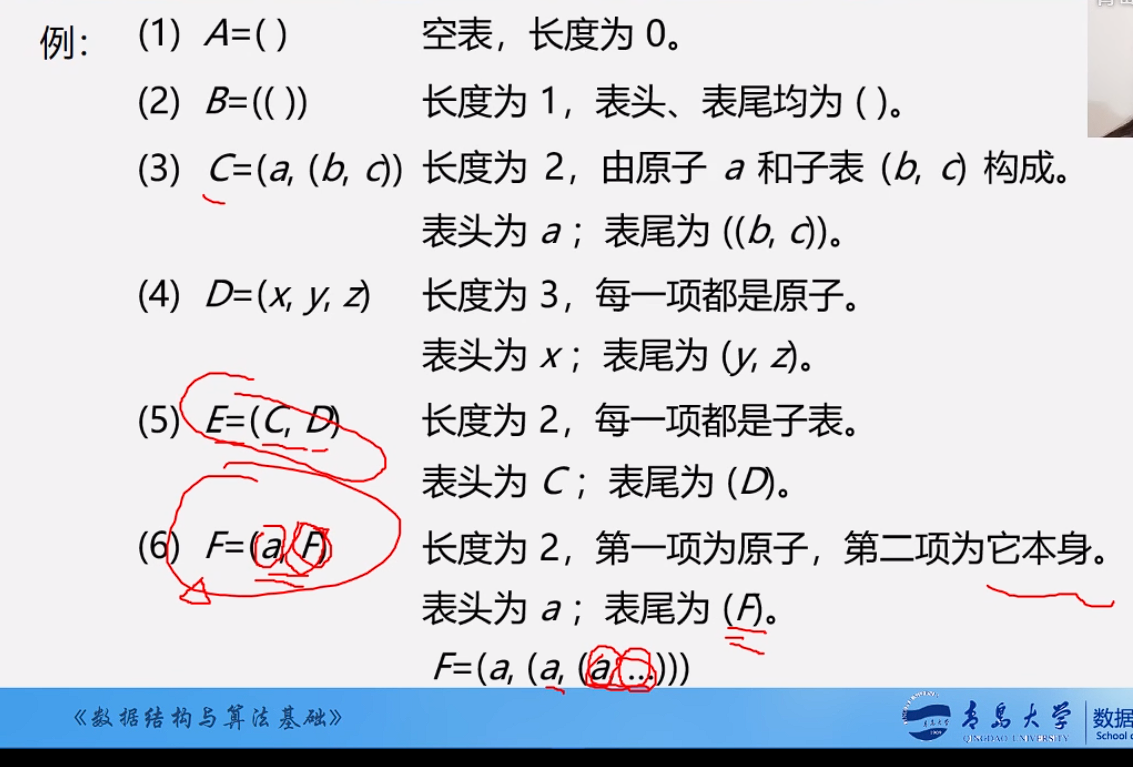 例：
(1) A=( ) 空表，长度为 0。
(2) B=(( )) 长度为 1，表头、表尾均为 ( )。
(3) C=(a, (b, c)) 长度为 2，由原子 a 和子表 (b, c) 构成。
表头为 a ；表尾为 ((b, c))。
(4) D=(x, y, z) 长度为 3，每一项都是原子。
表头为 x ；表尾为 (y, z)。
(5) E=(C, D) 长度为 2，每一项都是子表。
表头为 C ；表尾为 (D)。
(6) F=(a, F) 长度为 2，第一项为原子，第二项为它本身。
表头为 a ；表尾为 (F)。
F=(a, (a, (a, …)))
《数据结构与算法基础》
青岛大学
QINGDAO UNIVERSITY
数据
School